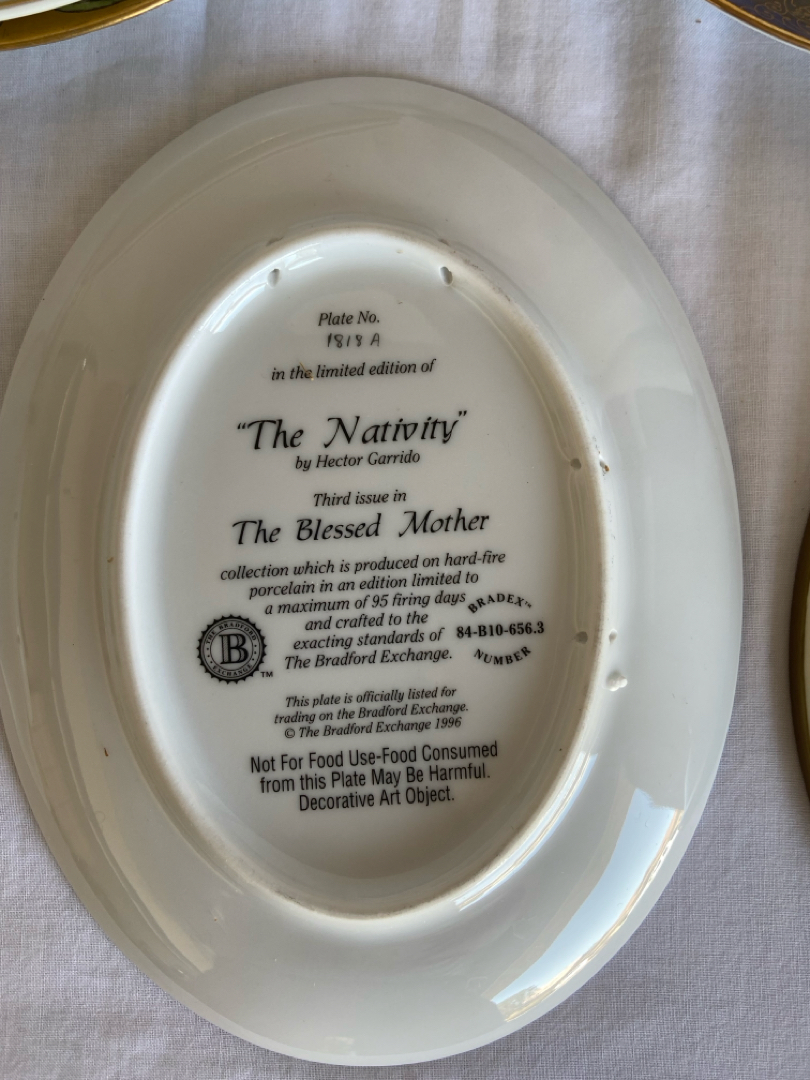 Plate No.
1818 A
in the limited edition of
"The Nativity"
by Hector Garrido
Third issue in
The Blessed Mother
collection which is produced on hard-fire
porcelain in an edition limited to
a maximum of 95 firing days
and crafted to the
exacting standards of
The Bradford Exchange.
THE BRADFORD
B
EXCHANGE
TM
BRADEX™
84-B10-656.3
NUMBER
This plate is officially listed for
trading on the Bradford Exchange.
© The Bradford Exchange 1996
Not For Food Use-Food Consumed
from this Plate May Be Harmful.
Decorative Art Object.